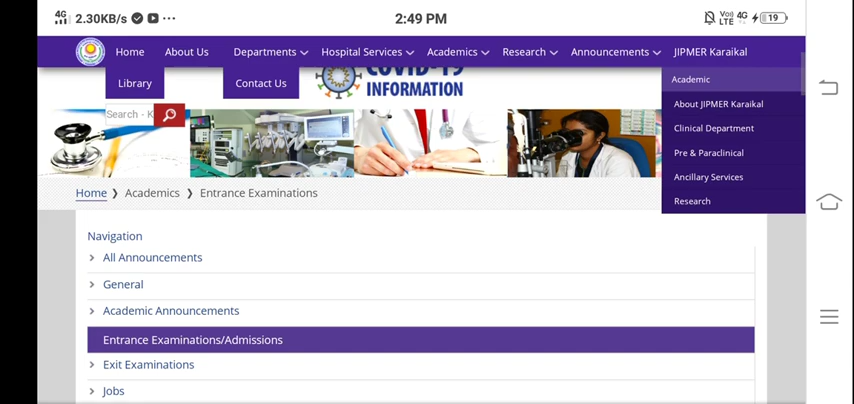 4G 2.30KB/s
2:49 PM
Vo) LTE 4G 19
Home
About Us
Departments
Hospital Services
Academics
Research
Announcements
JIPMER Karaikal
Library
Contact Us
COVID-19
INFORMATION
Search - K
Academic
About JIPMER Karaikal
Clinical Department
Pre & Paraclinical
Ancillary Services
Research
Home ❯ Academics ❯ Entrance Examinations
Navigation
All Announcements
General
Academic Announcements
Entrance Examinations/Admissions
Exit Examinations
Jobs